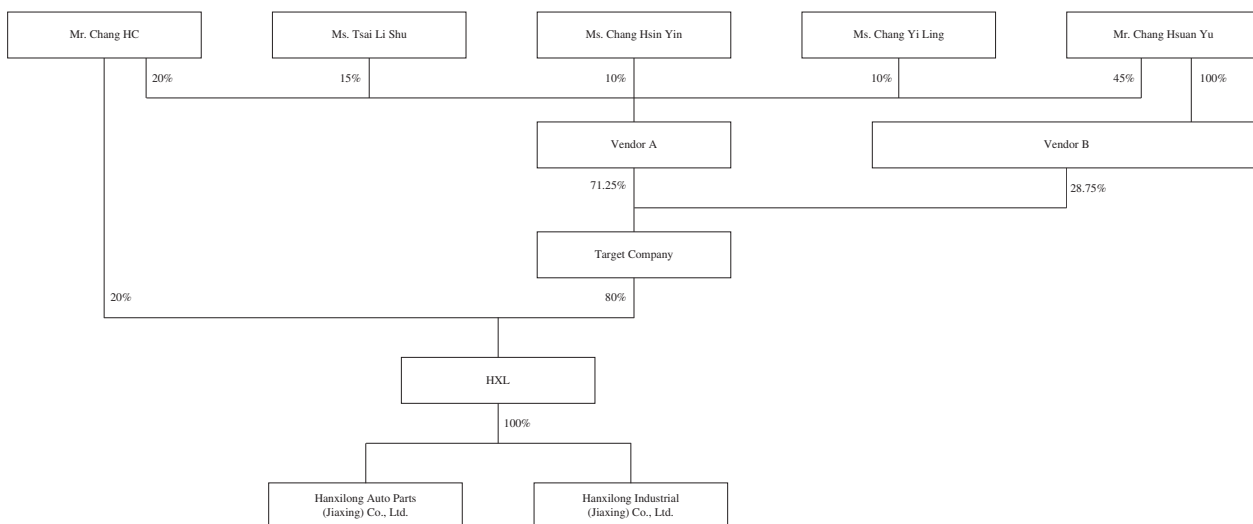 Mr. Chang HC
Ms. Tsai Li Shu
Ms. Chang Hsin Yin
Ms. Chang Yi Ling
Mr. Chang Hsuan Yu
20%
15%
10%
10%
45%
100%
Vendor A
Vendor B
71.25%
28.75%
Target Company
20%
80%
HXL
100%
Hanxilong Auto Parts
(Jiaxing) Co., Ltd.
Hanxilong Industrial
(Jiaxing) Co., Ltd.